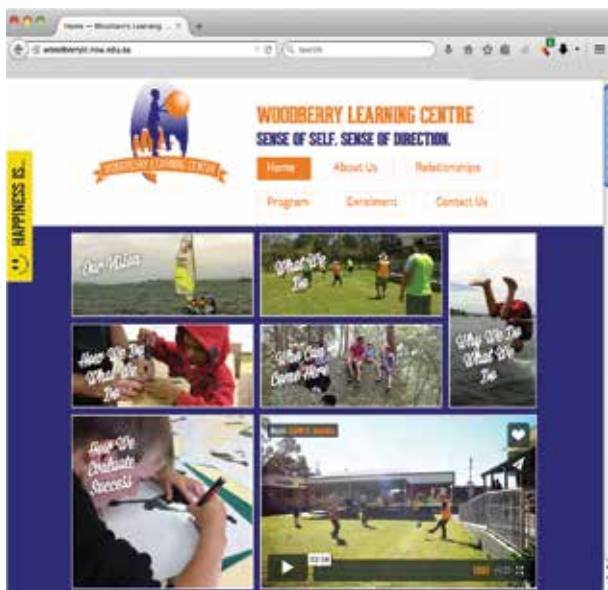 Home — Woodberry Learning ...
Search
WOODBERRY LEARNING CENTRE
WOODBERRY LEARNING CENTRE
SENSE OF SELF, SENSE OF DIRECTION.
Home About Us Relationships
Program Enrolment Contact Us
HAPPINESS IS...
Our Vision
What We
Do
How We Do
What We
Do
Who Can
Come Here
Why We Do
What We
Do
How We
Evaluate
Success
from